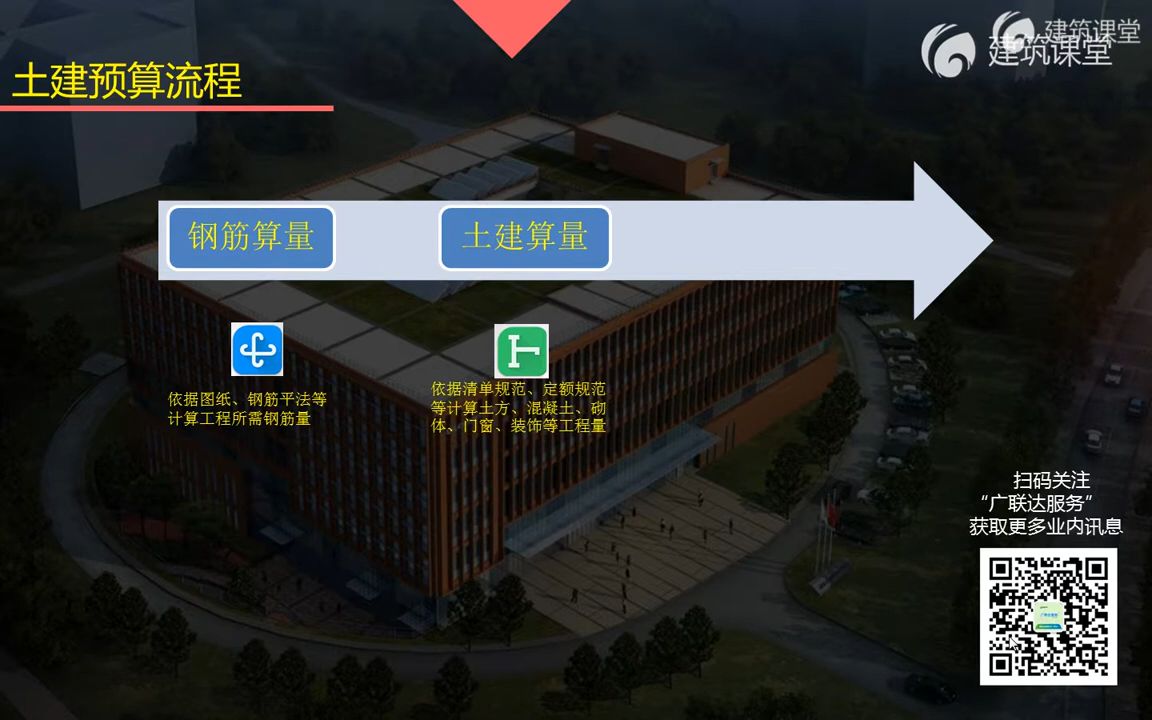 建筑课堂
建筑课堂
土建预算流程
钢筋算量
土建算量
依据图纸、钢筋平法等
计算工程所需钢筋量
依据清单规范、定额规范
等计算土方、混凝土、砌
体、门窗、装饰等工程量
扫码关注
“广联达服务”
获取更多业内讯息